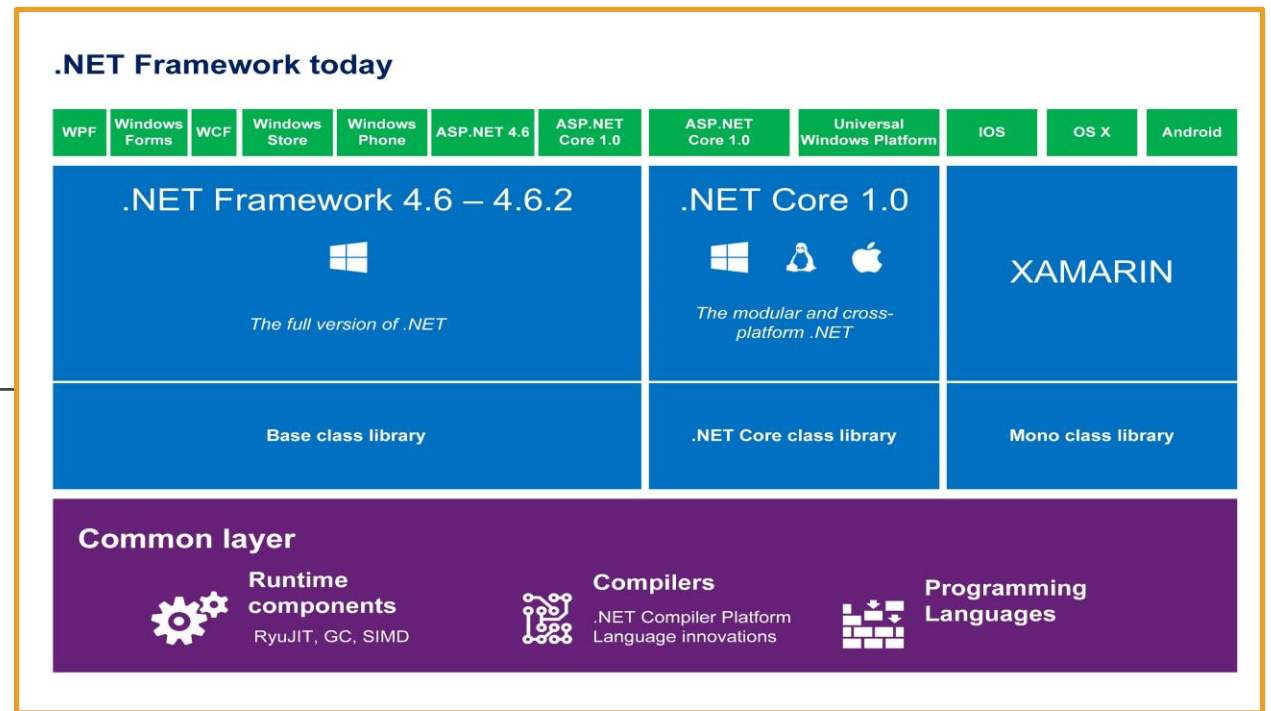 .NET Framework today
WPF
Windows
Forms
WCF
Windows
Store
Windows
Phone
ASP.NET 4.6
ASP.NET
Core 1.0
ASP.NET
Core 1.0
Universal
Windows Platform
IOS
OS X
Android
.NET Framework 4.6 – 4.6.2
The full version of .NET
.NET Core 1.0
The modular and cross-
platform .NET
XAMARIN
Base class library
.NET Core class library
Mono class library
Common layer
Runtime
components
RyuJIT, GC, SIMD
Compilers
.NET Compiler Platform
Language innovations
Programming
Languages